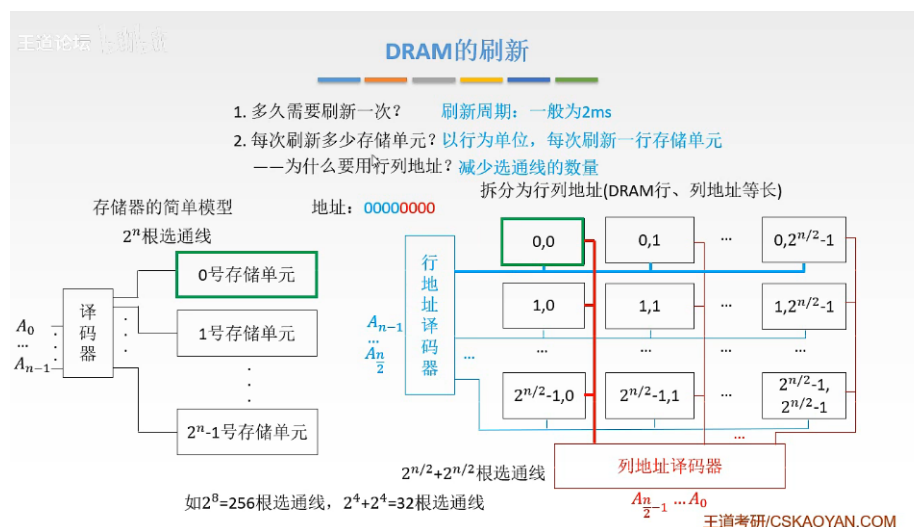 王道论坛
DRAM的刷新
1. 多久需要刷新一次? 刷新周期：一般为2ms
2. 每次刷新多少存储单元? 以行为单位，每次刷新一行存储单元
——为什么要用行列地址? 减少选通线的数量
拆分为行列地址(DRAM行、列地址等长)
存储器的简单模型
地址：00000000
2ⁿ根选通线
译码器
A₀
...
Aₙ₋₁
0号存储单元
1号存储单元
2ⁿ-1号存储单元
行地址译码器
Aₙ₋₁
...
A_{n/2}
0,0
0,1
...
0,2^{n/2}-1
1,0
1,1
...
1,2^{n/2}-1
...
...
...
...
2^{n/2}-1,0
2^{n/2}-1,1
...
2^{n/2}-1,
2^{n/2}-1
...
列地址译码器
A_{n/2-1} ...A₀
2^{n/2}+2^{n/2}根选通线
如2⁸=256根选通线，2⁴+2⁴=32根选通线
王道考研/CSKAOYAN.COM